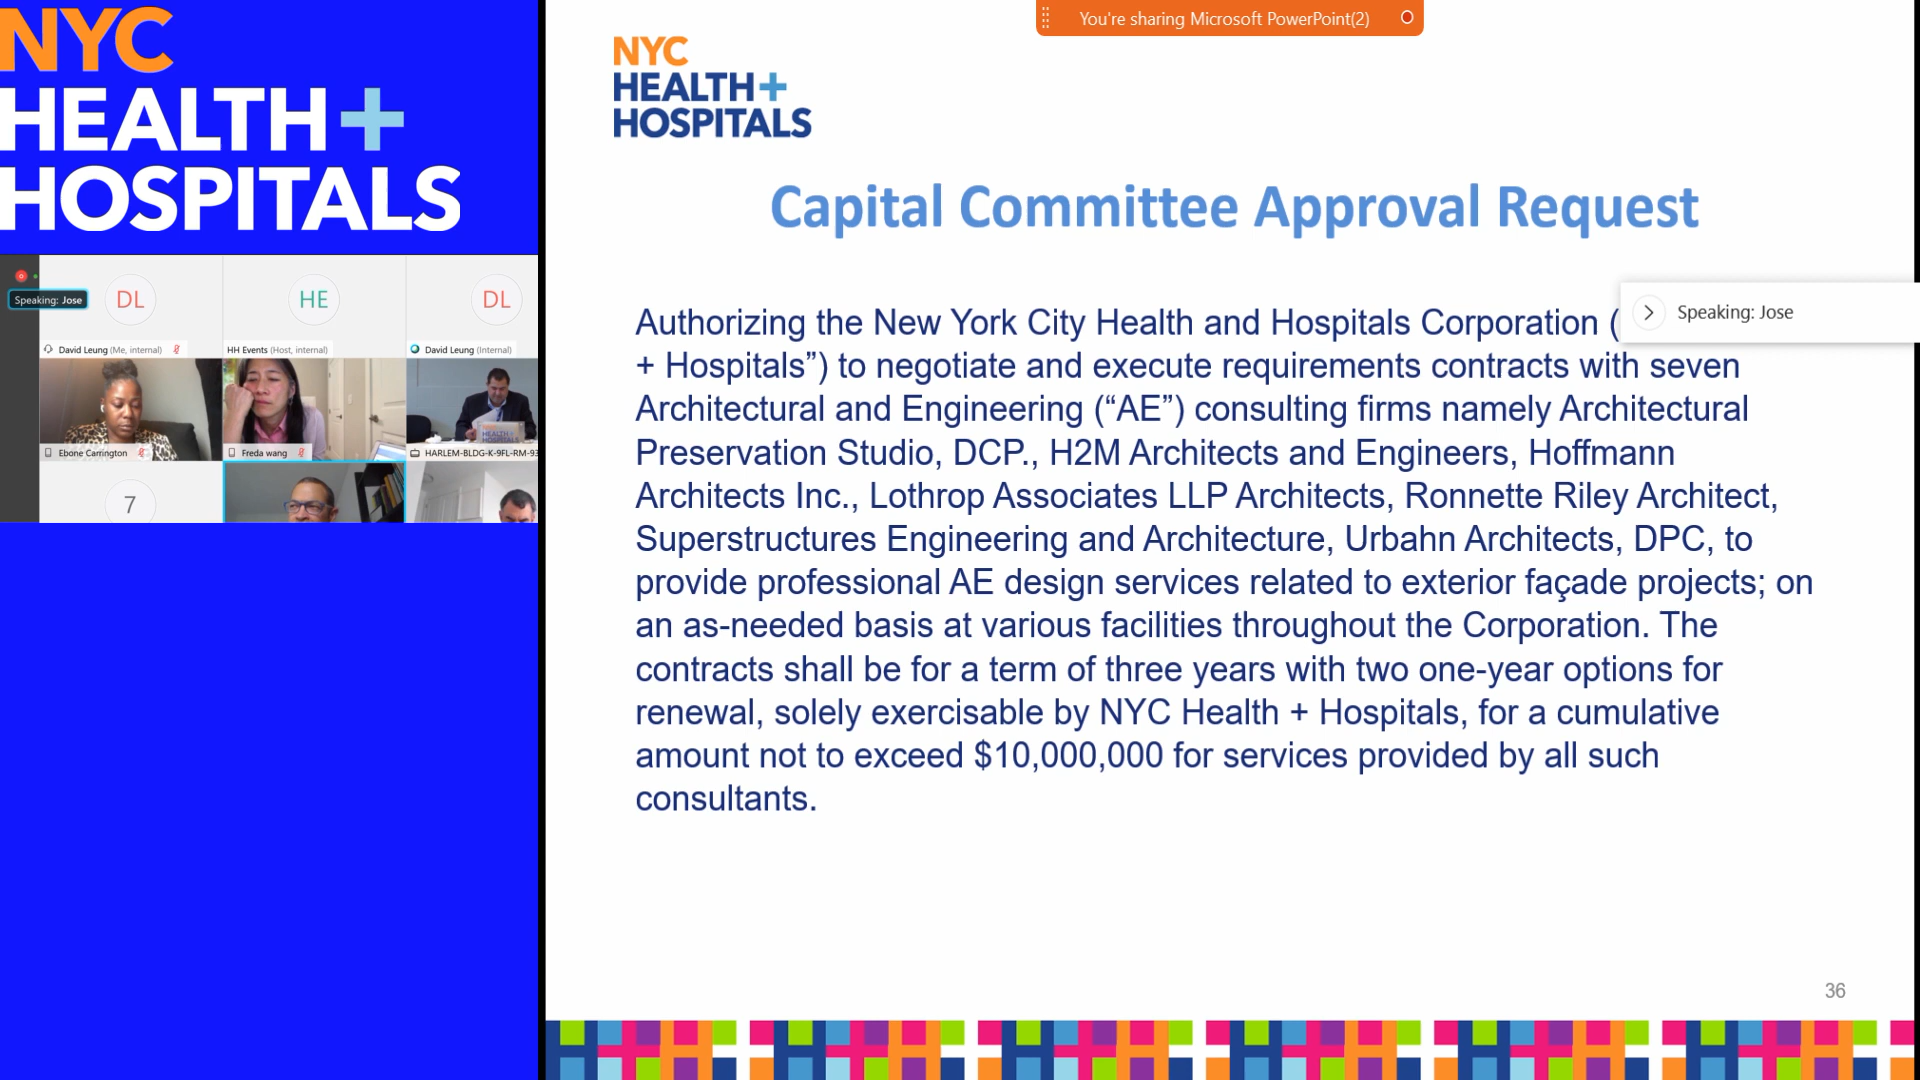 NYC
HEALTH+
HOSPITALS
Speaking: Jose
DL
HE
DL
David Leung (Me, internal)
HH Events (Host, internal)
David Leung (Internal)
Ebone Carrington
Freda wang
HARLEM-BLDG-K-9FL-RM-93
7
You're sharing Microsoft PowerPoint(2)
NYC
HEALTH+
HOSPITALS
Capital Committee Approval Request
Speaking: Jose
Authorizing the New York City Health and Hospitals Corporation (
+ Hospitals”) to negotiate and execute requirements contracts with seven
Architectural and Engineering (“AE”) consulting firms namely Architectural
Preservation Studio, DCP., H2M Architects and Engineers, Hoffmann
Architects Inc., Lothrop Associates LLP Architects, Ronnette Riley Architect,
Superstructures Engineering and Architecture, Urbahn Architects, DPC, to
provide professional AE design services related to exterior façade projects; on
an as-needed basis at various facilities throughout the Corporation. The
contracts shall be for a term of three years with two one-year options for
renewal, solely exercisable by NYC Health + Hospitals, for a cumulative
amount not to exceed $10,000,000 for services provided by all such
consultants.
36